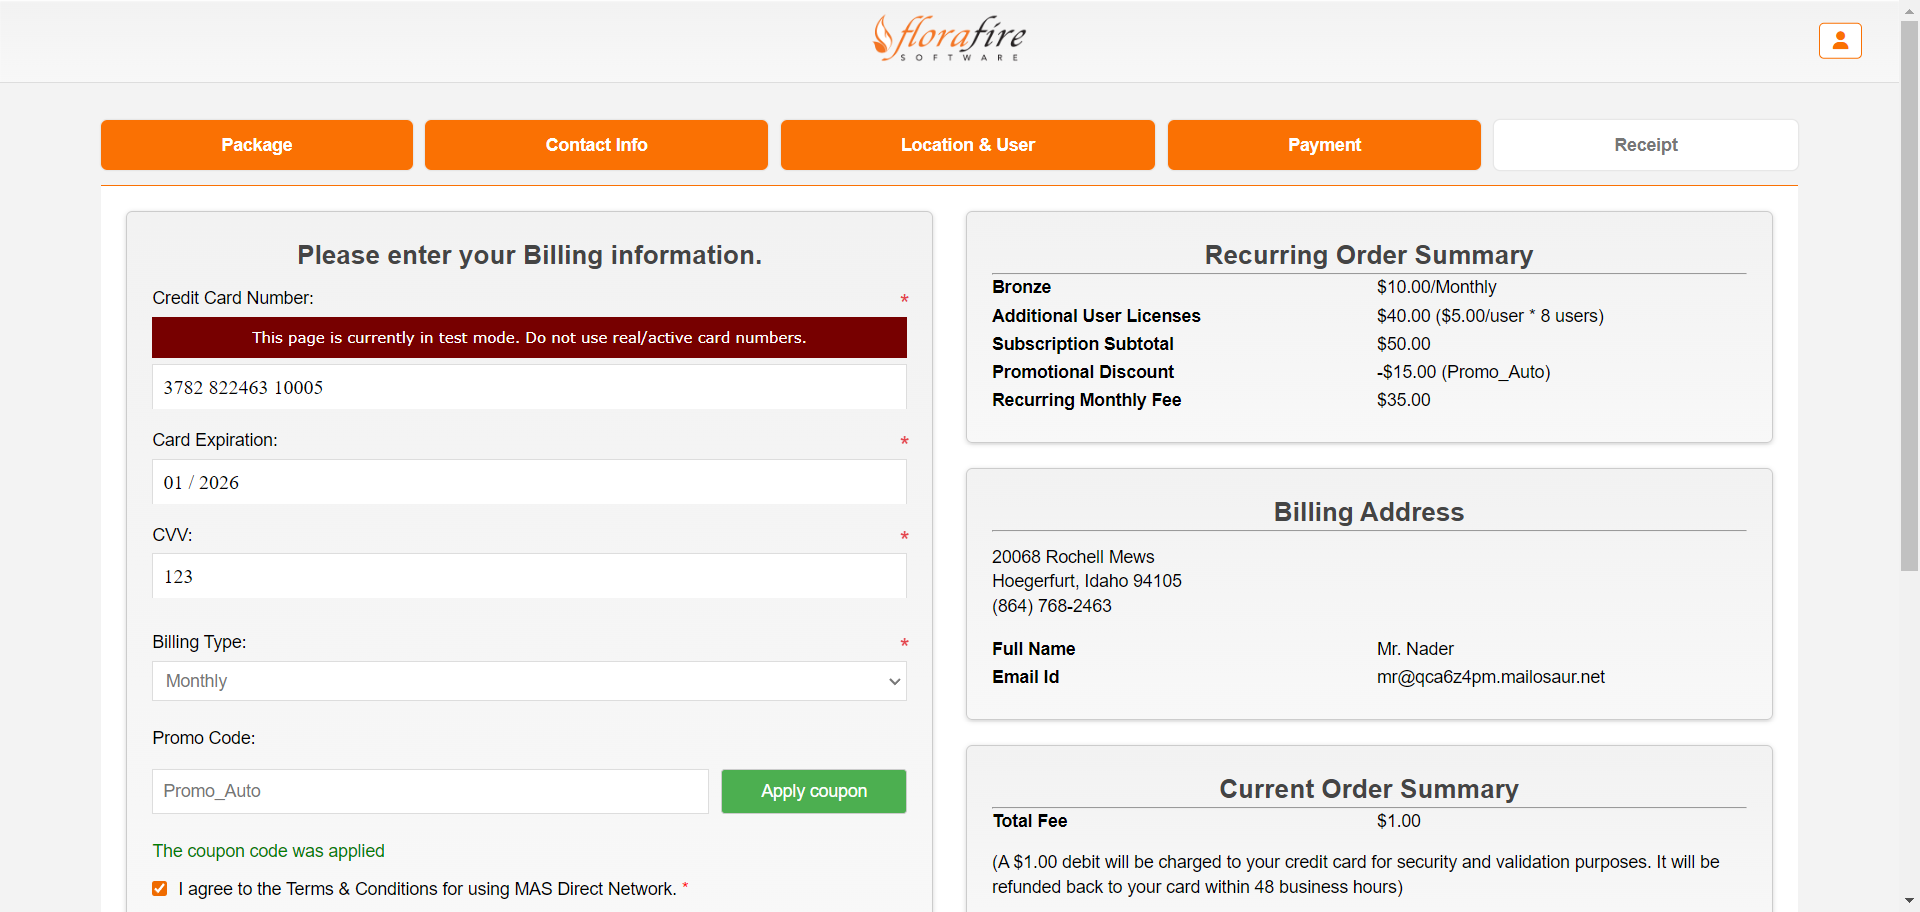 florafire
SOFTWARE
Package
Contact Info
Location & User
Payment
Receipt
Please enter your Billing information.
Credit Card Number:
*
This page is currently in test mode. Do not use real/active card numbers.
3782 822463 10005
Card Expiration:
*
01 / 2026
CVV:
*
123
Billing Type:
*
Monthly
Promo Code:
Promo_Auto
Apply coupon
The coupon code was applied
I agree to the Terms & Conditions for using MAS Direct Network. *
Recurring Order Summary
Bronze $10.00/Monthly
Additional User Licenses $40.00 ($5.00/user * 8 users)
Subscription Subtotal $50.00
Promotional Discount -$15.00 (Promo_Auto)
Recurring Monthly Fee $35.00
Billing Address
20068 Rochell Mews
Hoegerfurt, Idaho 94105
(864) 768-2463
Full Name Mr. Nader
Email Id mr@qca6z4pm.mailosaur.net
Current Order Summary
Total Fee $1.00
(A $1.00 debit will be charged to your credit card for security and validation purposes. It will be
refunded back to your card within 48 business hours)